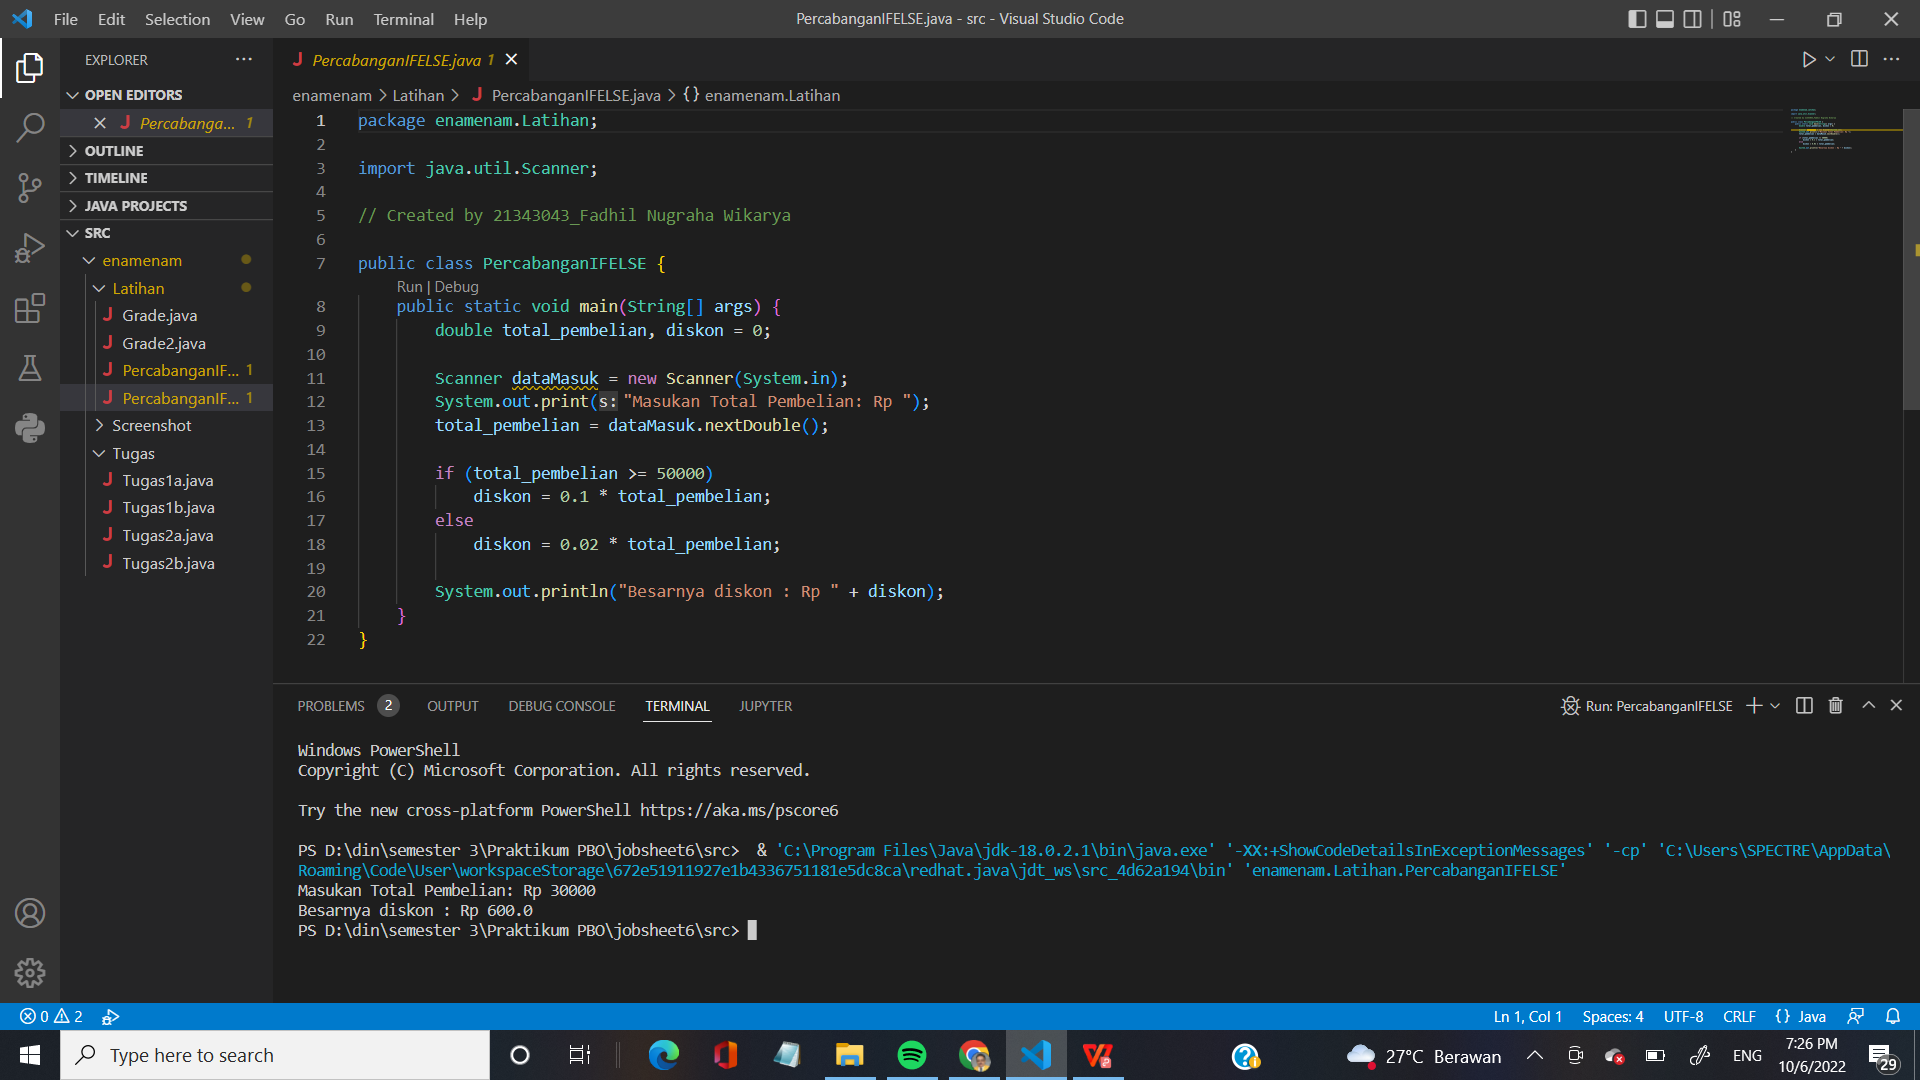 File Edit Selection View Go Run Terminal Help
PercabanganIFELSE.java - src - Visual Studio Code
EXPLORER
OPEN EDITORS
Percabanga... 1
OUTLINE
TIMELINE
JAVA PROJECTS
SRC
enamenam
Latihan
Grade.java
Grade2.java
PercabanganIF... 1
PercabanganIF... 1
Screenshot
Tugas
Tugas1a.java
Tugas1b.java
Tugas2a.java
Tugas2b.java
PercabanganIFELSE.java 1
enamenam > Latihan > PercabanganIFELSE.java > {} enamenam.Latihan
1 package enamenam.Latihan;
2
3 import java.util.Scanner;
4
5 // Created by 21343043_Fadhil Nugraha Wikarya
6
7 public class PercabanganIFELSE {
Run | Debug
8 public static void main(String[] args) {
9 double total_pembelian, diskon = 0;
10
11 Scanner dataMasuk = new Scanner(System.in);
12 System.out.print(s: "Masukan Total Pembelian: Rp ");
13 total_pembelian = dataMasuk.nextDouble();
14
15 if (total_pembelian >= 50000)
16 diskon = 0.1 * total_pembelian;
17 else
18 diskon = 0.02 * total_pembelian;
19
20 System.out.println("Besarnya diskon : Rp " + diskon);
21 }
22 }
PROBLEMS 2 OUTPUT DEBUG CONSOLE TERMINAL JUPYTER
Run: PercabanganIFELSE
Windows PowerShell
Copyright (C) Microsoft Corporation. All rights reserved.
Try the new cross-platform PowerShell https://aka.ms/pscore6
PS D:\din\semester 3\Praktikum PBO\jobsheet6\src>  & 'C:\Program Files\Java\jdk-18.0.2.1\bin\java.exe' '-XX:+ShowCodeDetailsInExceptionMessages' '-cp' 'C:\Users\SPECTRE\AppData\
Roaming\Code\User\workspaceStorage\672e51911927e1b4336751181e5dc8ca\redhat.java\jdt_ws\src_4d62a194\bin' 'enamenam.Latihan.PercabanganIFELSE'
Masukan Total Pembelian: Rp 30000
Besarnya diskon : Rp 600.0
PS D:\din\semester 3\Praktikum PBO\jobsheet6\src>
0 2
Ln 1, Col 1 Spaces: 4 UTF-8 CRLF {} Java
Type here to search
27°C Berawan
ENG
7:26 PM
10/6/2022
29